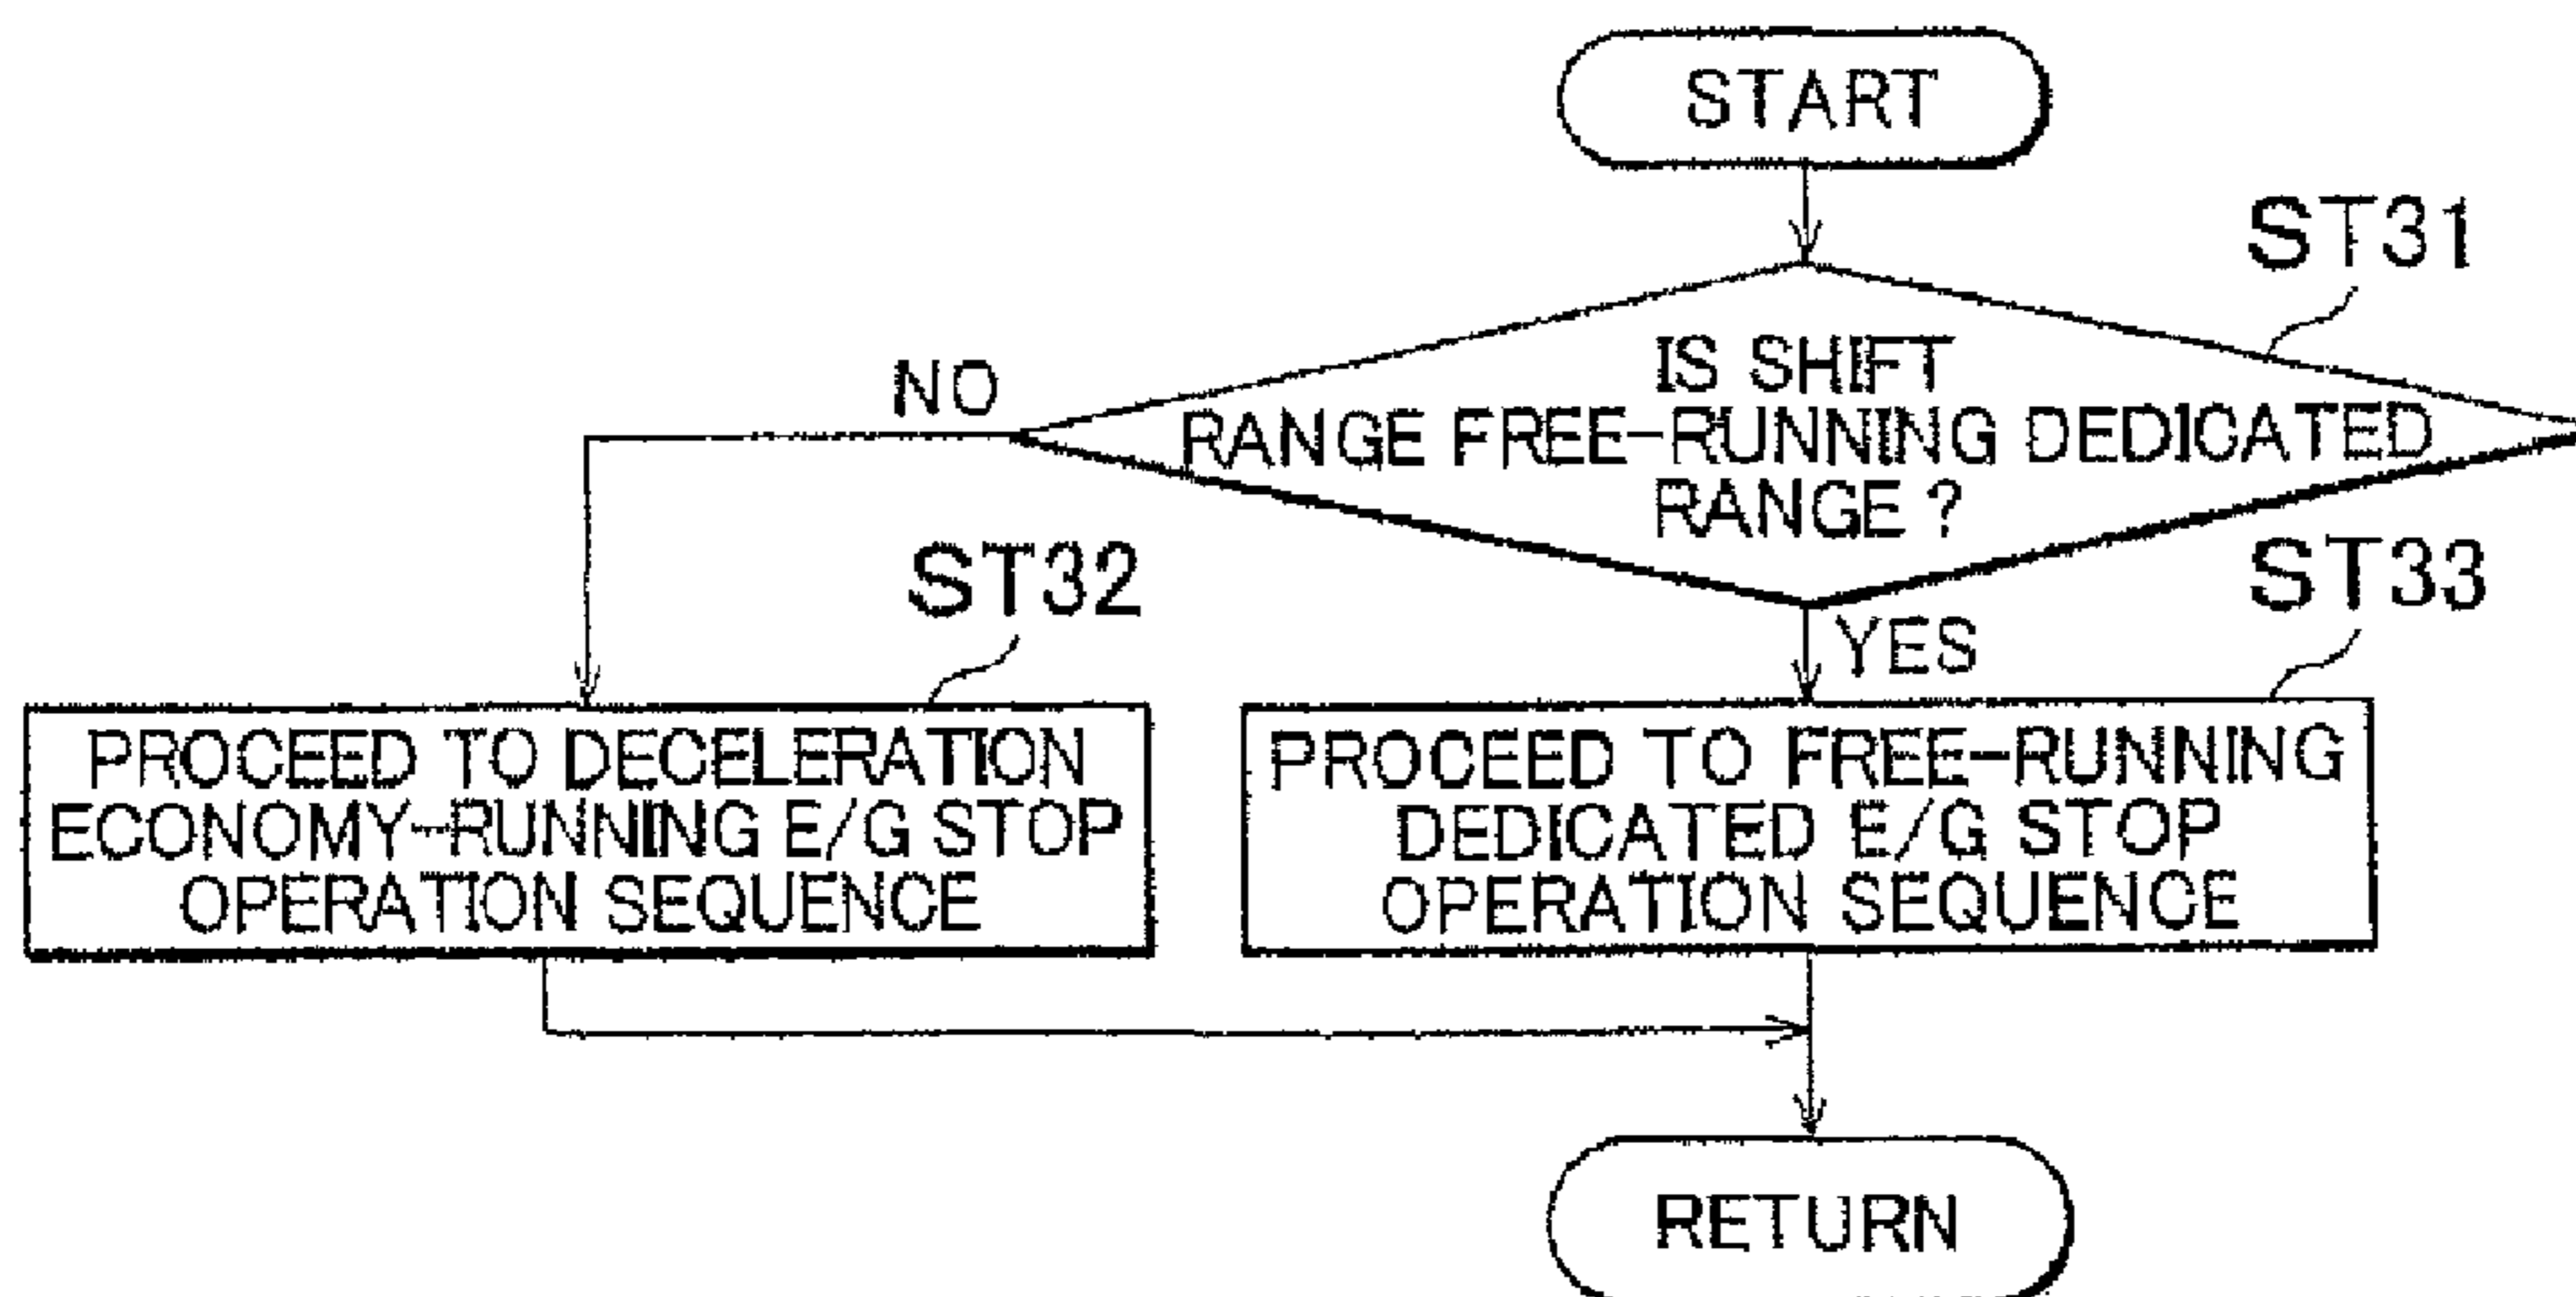 START
ST31
IS SHIFT
RANGE FREE-RUNNING DEDICATED
RANGE?
NO
YES
ST32
PROCEED TO DECELERATION
ECONOMY-RUNNING E/G STOP
OPERATION SEQUENCE
ST33
PROCEED TO FREE-RUNNING
DEDICATED E/G STOP
OPERATION SEQUENCE
RETURN